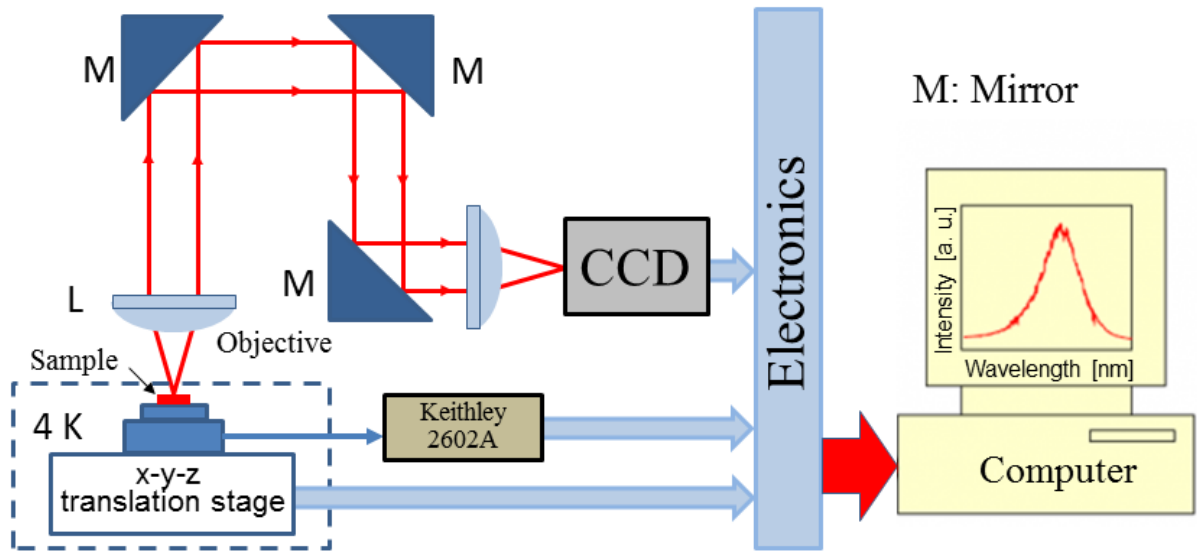 M
M
M: Mirror
M
L
Objective
Sample
4 K
x-y-z
translation stage
Keithley
2602A
CCD
Electronics
Intensity [a. u.]
Wavelength [nm]
Computer